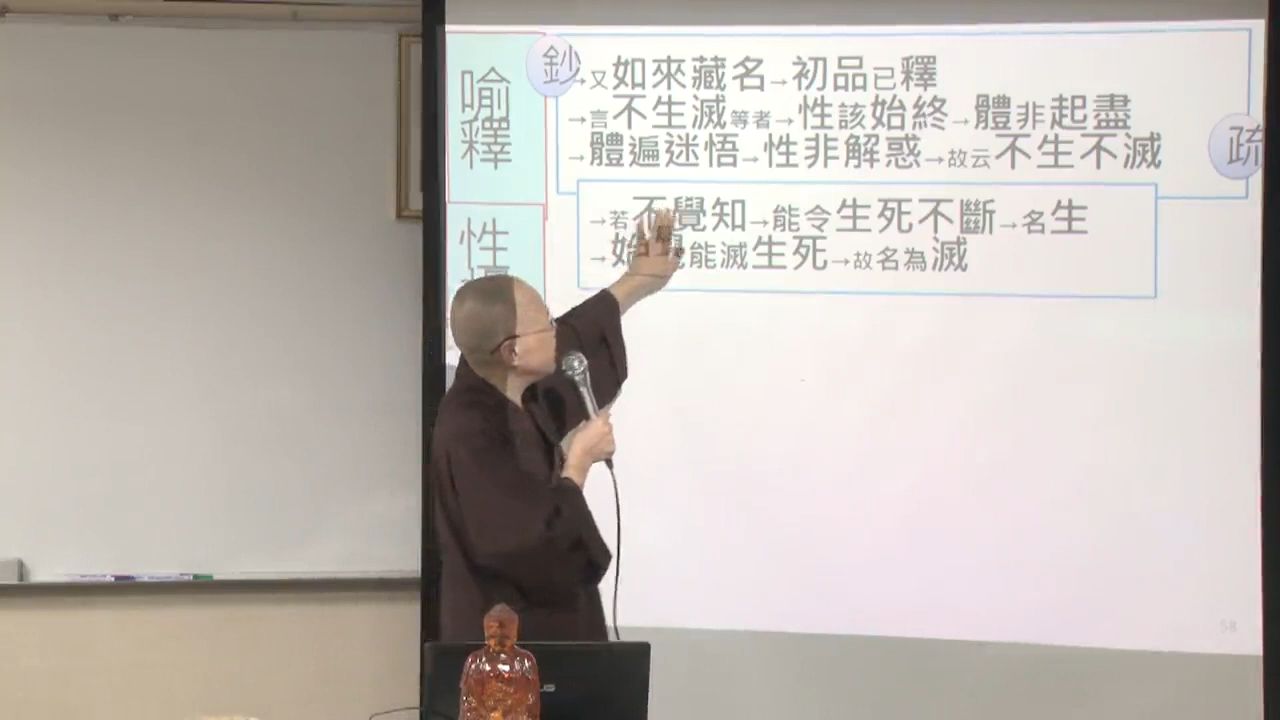 喻釋
性
鈔
→又如來藏名→初品已釋
→言不生滅等者→性該始終→體非起盡
→體遍迷悟→性非解惑→故云不生不滅
疏
→若不覺知→能令生死不斷→名生
→始覺能滅生死→故名為滅
58